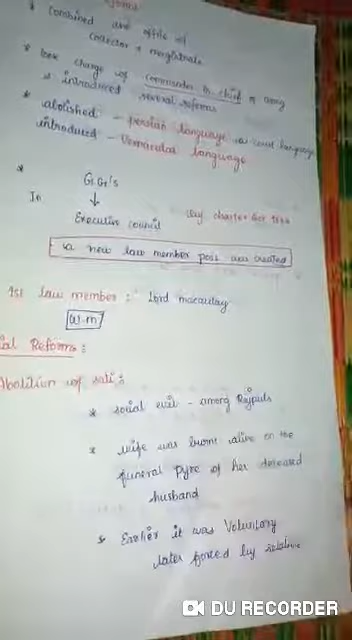 * combined the office of
collector + magistrate
* took charge of Commander in chief of army
& introduced several reforms
* abolished - persian language as court language
introduced - Vernacular language
*
G.G's
↓
In
Executive council
by charter Act
a new law member post was created
1st law member : Lord macaulay
ial Reforms :
Abolition of sati :
* social evil - among Rajputs
* wife was burnt alive on the
funeral Pyre of her deceased
husband
* Earlier it was Voluntary
later forced by relative
DU RECORDER